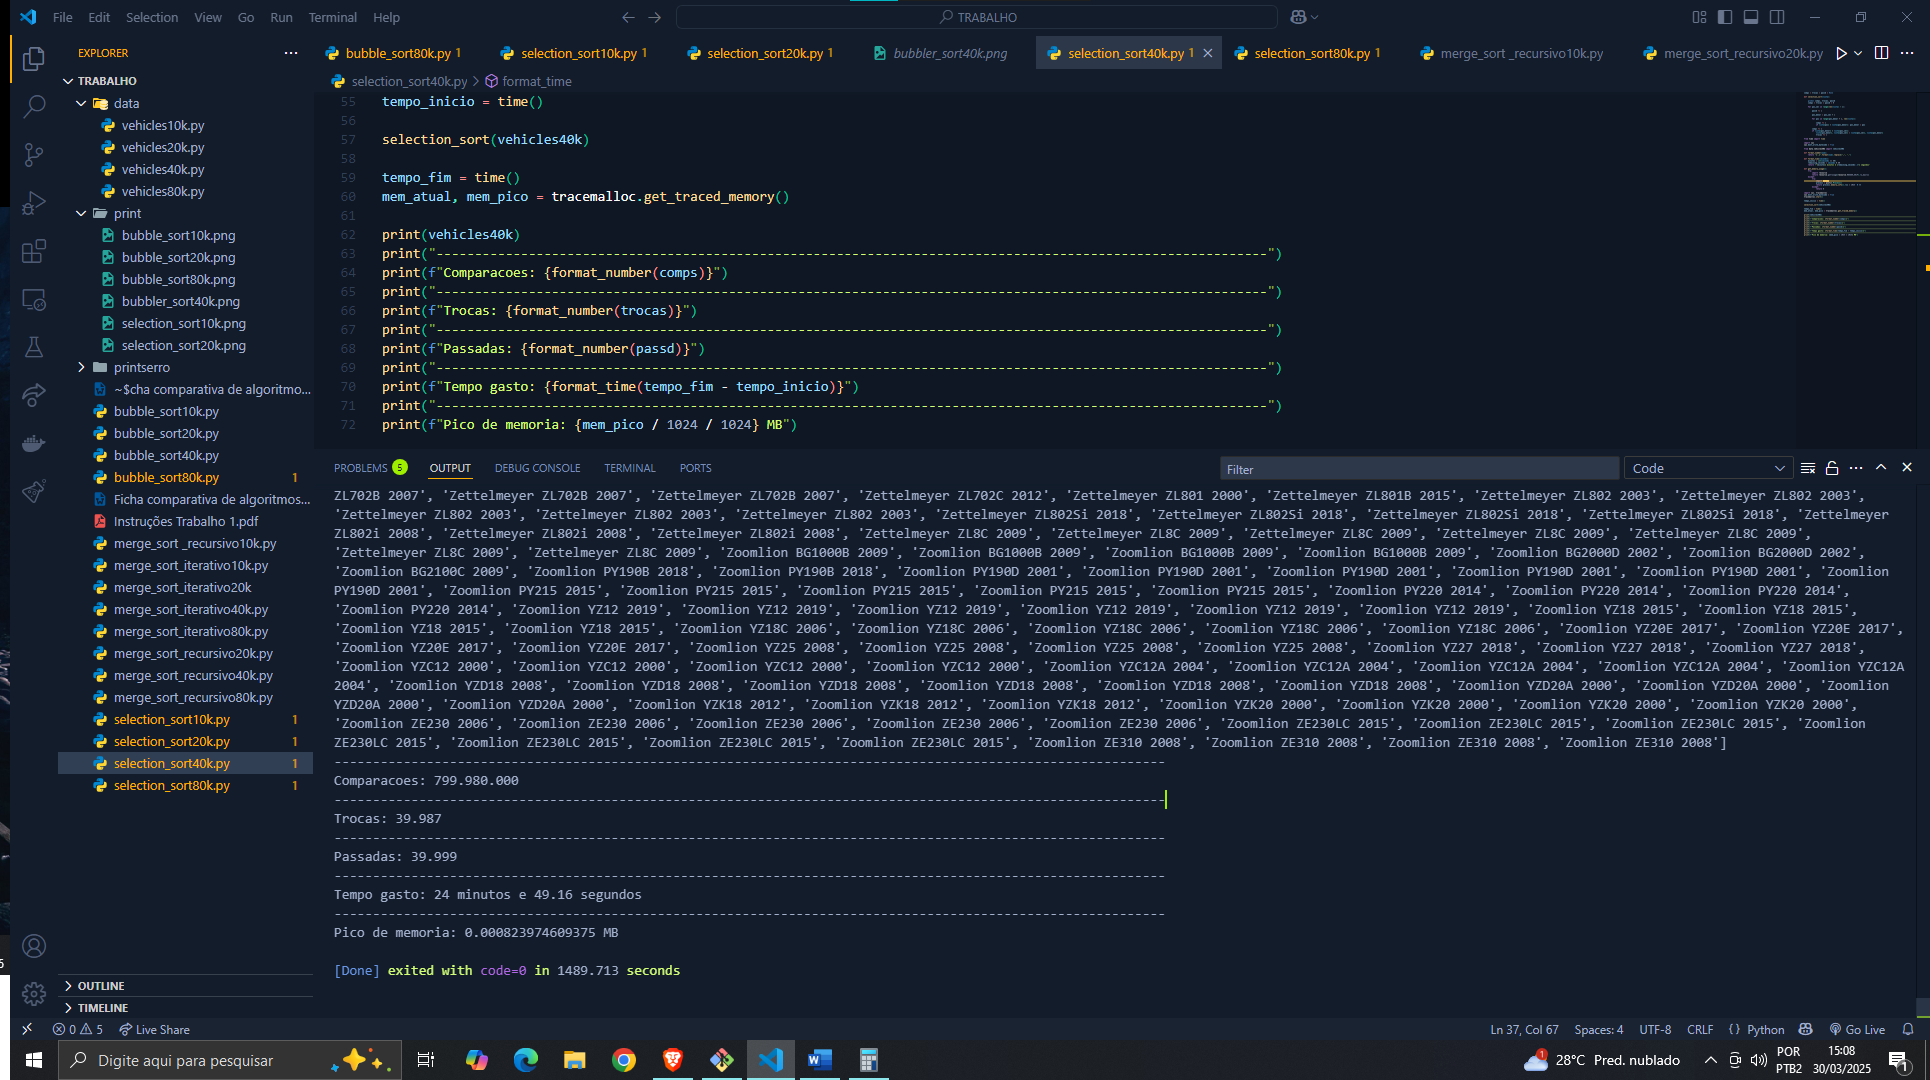 File Edit Selection View Go Run Terminal Help
TRABALHO
EXPLORER
bubble_sort80k.py 1
selection_sort10k.py 1
selection_sort20k.py 1
bubbler_sort40k.png
selection_sort40k.py 1
selection_sort80k.py 1
merge_sort _recursivo10k.py
merge_sort_recursivo20k.py
selection_sort40k.py > format_time
TRABALHO
data
vehicles10k.py
vehicles20k.py
vehicles40k.py
vehicles80k.py
print
bubble_sort10k.png
bubble_sort20k.png
bubble_sort80k.png
bubbler_sort40k.png
selection_sort10k.png
selection_sort20k.png
printserro
~$cha comparativa de algoritmo...
bubble_sort10k.py
bubble_sort20k.py
bubble_sort40k.py
bubble_sort80k.py 1
Ficha comparativa de algoritmos...
Instruções Trabalho 1.pdf
merge_sort _recursivo10k.py
merge_sort_iterativo10k.py
merge_sort_iterativo20k
merge_sort_iterativo40k.py
merge_sort_iterativo80k.py
merge_sort_recursivo20k.py
merge_sort_recursivo40k.py
merge_sort_recursivo80k.py
selection_sort10k.py 1
selection_sort20k.py 1
selection_sort40k.py 1
selection_sort80k.py 1
OUTLINE
TIMELINE
55 tempo_inicio = time()
56
57 selection_sort(vehicles40k)
58
59 tempo_fim = time()
60 mem_atual, mem_pico = tracemalloc.get_traced_memory()
61
62 print(vehicles40k)
63 print("------------------------------------------------------------------------------------------------------------")
64 print(f"Comparacoes: {format_number(comps)}")
65 print("------------------------------------------------------------------------------------------------------------")
66 print(f"Trocas: {format_number(trocas)}")
67 print("------------------------------------------------------------------------------------------------------------")
68 print(f"Passadas: {format_number(passd)}")
69 print("------------------------------------------------------------------------------------------------------------")
70 print(f"Tempo gasto: {format_time(tempo_fim - tempo_inicio)}")
71 print("------------------------------------------------------------------------------------------------------------")
72 print(f"Pico de memoria: {mem_pico / 1024 / 1024} MB")
PROBLEMS 5 OUTPUT DEBUG CONSOLE TERMINAL PORTS
Filter
Code
ZL702B 2007', 'Zettelmeyer ZL702B 2007', 'Zettelmeyer ZL702B 2007', 'Zettelmeyer ZL702C 2012', 'Zettelmeyer ZL801 2000', 'Zettelmeyer ZL801B 2015', 'Zettelmeyer ZL802 2003', 'Zettelmeyer ZL802 2003',
'Zettelmeyer ZL802 2003', 'Zettelmeyer ZL802 2003', 'Zettelmeyer ZL802 2003', 'Zettelmeyer ZL802Si 2018', 'Zettelmeyer ZL802Si 2018', 'Zettelmeyer ZL802Si 2018', 'Zettelmeyer ZL802Si 2018', 'Zettelmeyer
ZL802i 2008', 'Zettelmeyer ZL802i 2008', 'Zettelmeyer ZL802i 2008', 'Zettelmeyer ZL8C 2009', 'Zettelmeyer ZL8C 2009', 'Zettelmeyer ZL8C 2009', 'Zettelmeyer ZL8C 2009', 'Zettelmeyer ZL8C 2009',
'Zettelmeyer ZL8C 2009', 'Zettelmeyer ZL8C 2009', 'Zoomlion BG1000B 2009', 'Zoomlion BG1000B 2009', 'Zoomlion BG1000B 2009', 'Zoomlion BG1000B 2009', 'Zoomlion BG2000D 2002', 'Zoomlion BG2000D 2002',
'Zoomlion BG2100C 2009', 'Zoomlion PY190B 2018', 'Zoomlion PY190B 2018', 'Zoomlion PY190D 2001', 'Zoomlion PY190D 2001', 'Zoomlion PY190D 2001', 'Zoomlion PY190D 2001', 'Zoomlion PY190D 2001', 'Zoomlion
PY190D 2001', 'Zoomlion PY215 2015', 'Zoomlion PY215 2015', 'Zoomlion PY215 2015', 'Zoomlion PY215 2015', 'Zoomlion PY215 2015', 'Zoomlion PY220 2014', 'Zoomlion PY220 2014', 'Zoomlion PY220 2014',
'Zoomlion PY220 2014', 'Zoomlion YZ12 2019', 'Zoomlion YZ12 2019', 'Zoomlion YZ12 2019', 'Zoomlion YZ12 2019', 'Zoomlion YZ12 2019', 'Zoomlion YZ12 2019', 'Zoomlion YZ18 2015', 'Zoomlion YZ18 2015',
'Zoomlion YZ18 2015', 'Zoomlion YZ18 2015', 'Zoomlion YZ18C 2006', 'Zoomlion YZ18C 2006', 'Zoomlion YZ18C 2006', 'Zoomlion YZ18C 2006', 'Zoomlion YZ18C 2006', 'Zoomlion YZ20E 2017', 'Zoomlion YZ20E 2017',
'Zoomlion YZ20E 2017', 'Zoomlion YZ20E 2017', 'Zoomlion YZ25 2008', 'Zoomlion YZ25 2008', 'Zoomlion YZ25 2008', 'Zoomlion YZ25 2008', 'Zoomlion YZ27 2018', 'Zoomlion YZ27 2018', 'Zoomlion YZ27 2018',
'Zoomlion YZC12 2000', 'Zoomlion YZC12 2000', 'Zoomlion YZC12 2000', 'Zoomlion YZC12 2000', 'Zoomlion YZC12A 2004', 'Zoomlion YZC12A 2004', 'Zoomlion YZC12A 2004', 'Zoomlion YZC12A 2004', 'Zoomlion YZC12A
2004', 'Zoomlion YZD18 2008', 'Zoomlion YZD18 2008', 'Zoomlion YZD18 2008', 'Zoomlion YZD18 2008', 'Zoomlion YZD18 2008', 'Zoomlion YZD18 2008', 'Zoomlion YZD20A 2000', 'Zoomlion YZD20A 2000', 'Zoomlion
YZD20A 2000', 'Zoomlion YZD20A 2000', 'Zoomlion YZK18 2012', 'Zoomlion YZK18 2012', 'Zoomlion YZK18 2012', 'Zoomlion YZK20 2000', 'Zoomlion YZK20 2000', 'Zoomlion YZK20 2000', 'Zoomlion YZK20 2000',
'Zoomlion ZE230 2006', 'Zoomlion ZE230 2006', 'Zoomlion ZE230 2006', 'Zoomlion ZE230 2006', 'Zoomlion ZE230 2006', 'Zoomlion ZE230LC 2015', 'Zoomlion ZE230LC 2015', 'Zoomlion ZE230LC 2015', 'Zoomlion
ZE230LC 2015', 'Zoomlion ZE230LC 2015', 'Zoomlion ZE230LC 2015', 'Zoomlion ZE230LC 2015', 'Zoomlion ZE310 2008', 'Zoomlion ZE310 2008', 'Zoomlion ZE310 2008', 'Zoomlion ZE310 2008']
------------------------------------------------------------------------------------------------------------
Comparacoes: 799.980.000
------------------------------------------------------------------------------------------------------------
Trocas: 39.987
------------------------------------------------------------------------------------------------------------
Passadas: 39.999
------------------------------------------------------------------------------------------------------------
Tempo gasto: 24 minutos e 49.16 segundos
------------------------------------------------------------------------------------------------------------
Pico de memoria: 0.000823974609375 MB
[Done] exited with code=0 in 1489.713 seconds
0 5 Live Share
Ln 37, Col 67 Spaces: 4 UTF-8 CRLF {} Python Go Live
Digite aqui para pesquisar
1 28°C Pred. nublado
POR
PTB2
15:08
30/03/2025
1